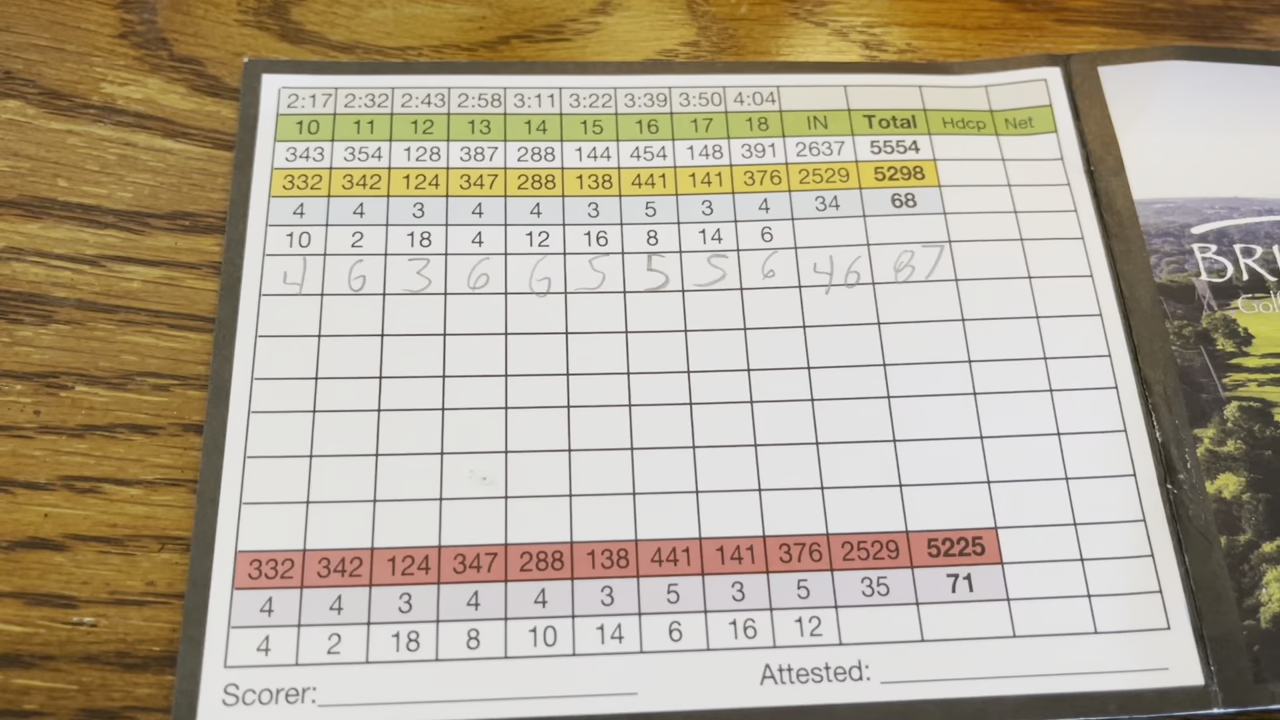 2:17 2:32 2:43 2:58 3:11 3:22 3:39 3:50 4:04
10 11 12 13 14 15 16 17 18 IN Total Hdcp Net
343 354 128 387 288 144 454 148 391 2637 5554
332 342 124 347 288 138 441 141 376 2529 5298
4 4 3 4 4 3 5 3 4 34 68
10 2 18 4 12 16 8 14 6
4 6 3 6 6 5 5 5 6 46 87
332 342 124 347 288 138 441 141 376 2529 5225
4 4 3 4 4 3 5 3 5 35 71
4 2 18 8 10 14 6 16 12
Scorer: Attested: